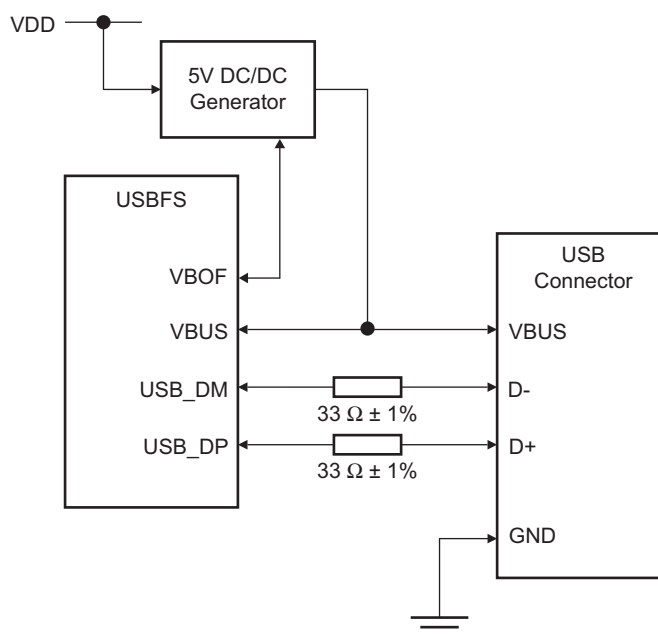 VDD
5V DC/DC
Generator
USBFS
VBOF
VBUS
USB_DM
USB_DP
33 Ω ± 1%
33 Ω ± 1%
USB
Connector
VBUS
D-
D+
GND